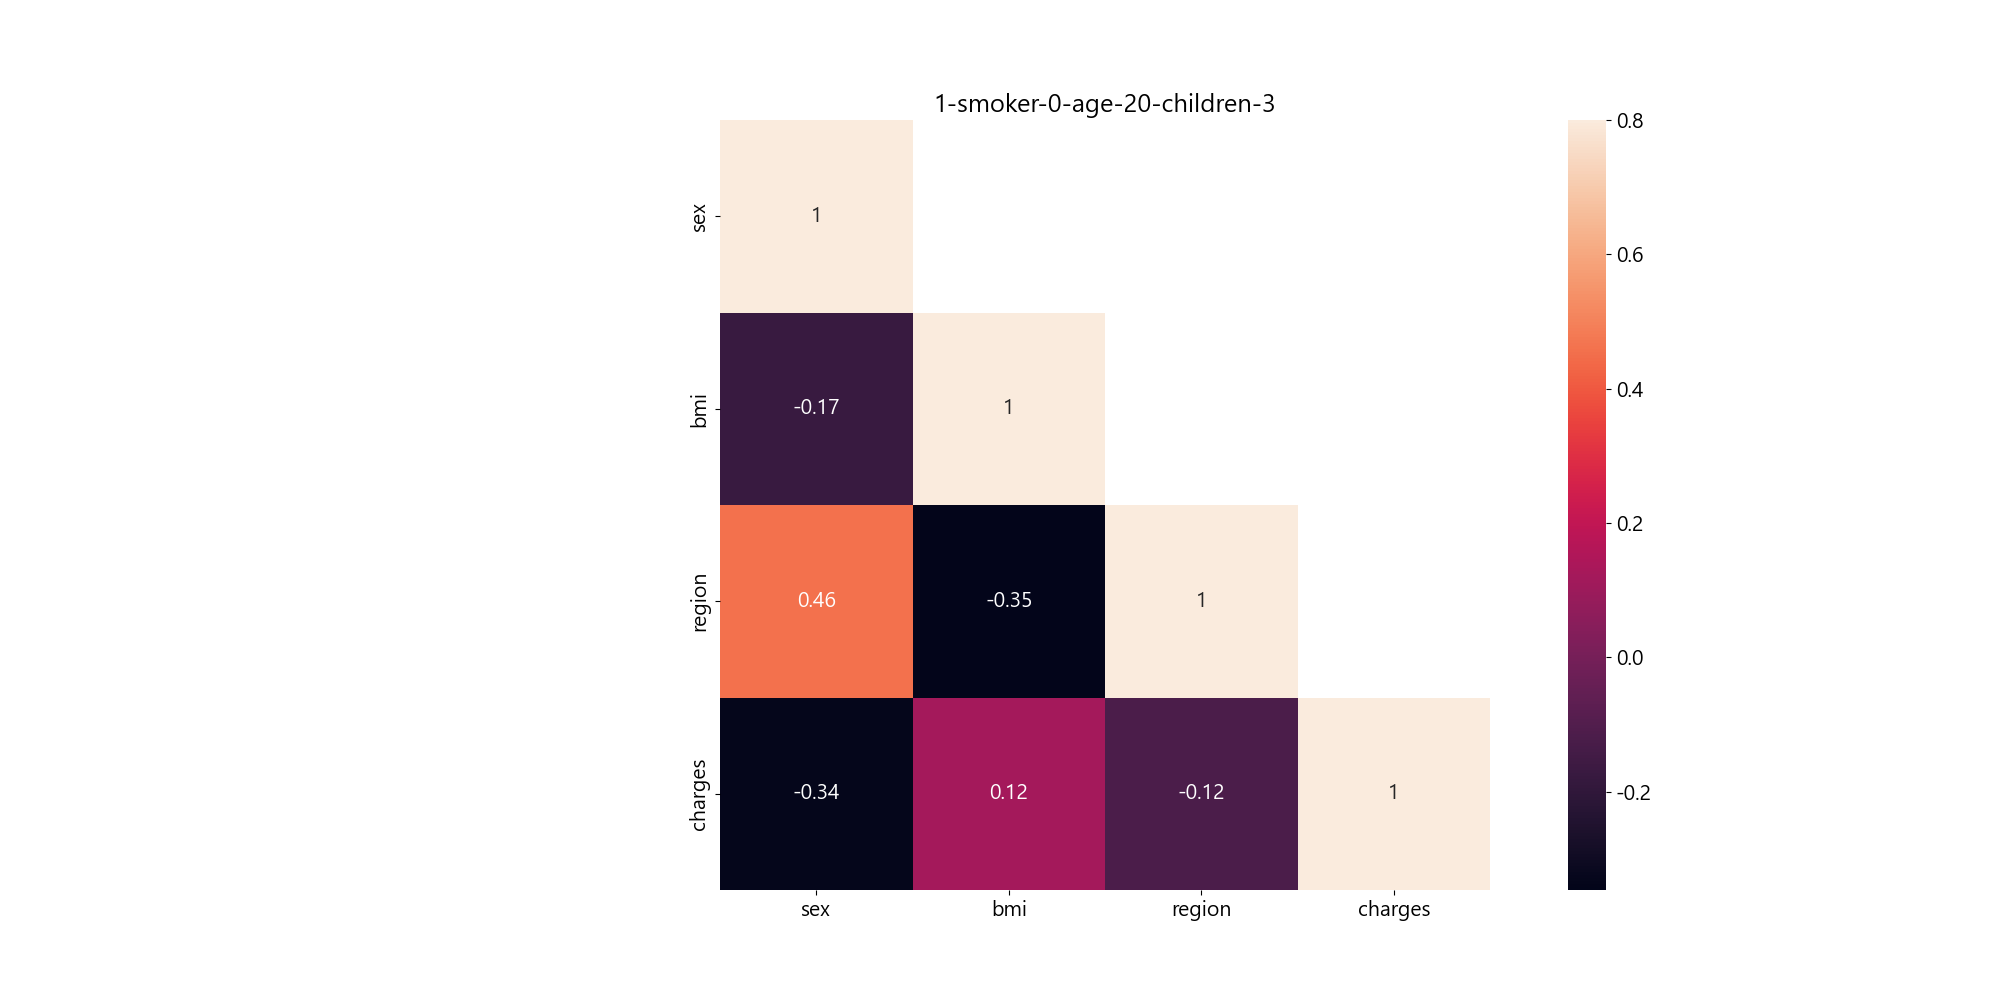 1-smoker-0-age-20-children-3
sex
1
bmi
-0.17 1
region
0.46 -0.35 1
charges
-0.34 0.12 -0.12 1
sex bmi region charges
0.8
0.6
0.4
0.2
0.0
-0.2